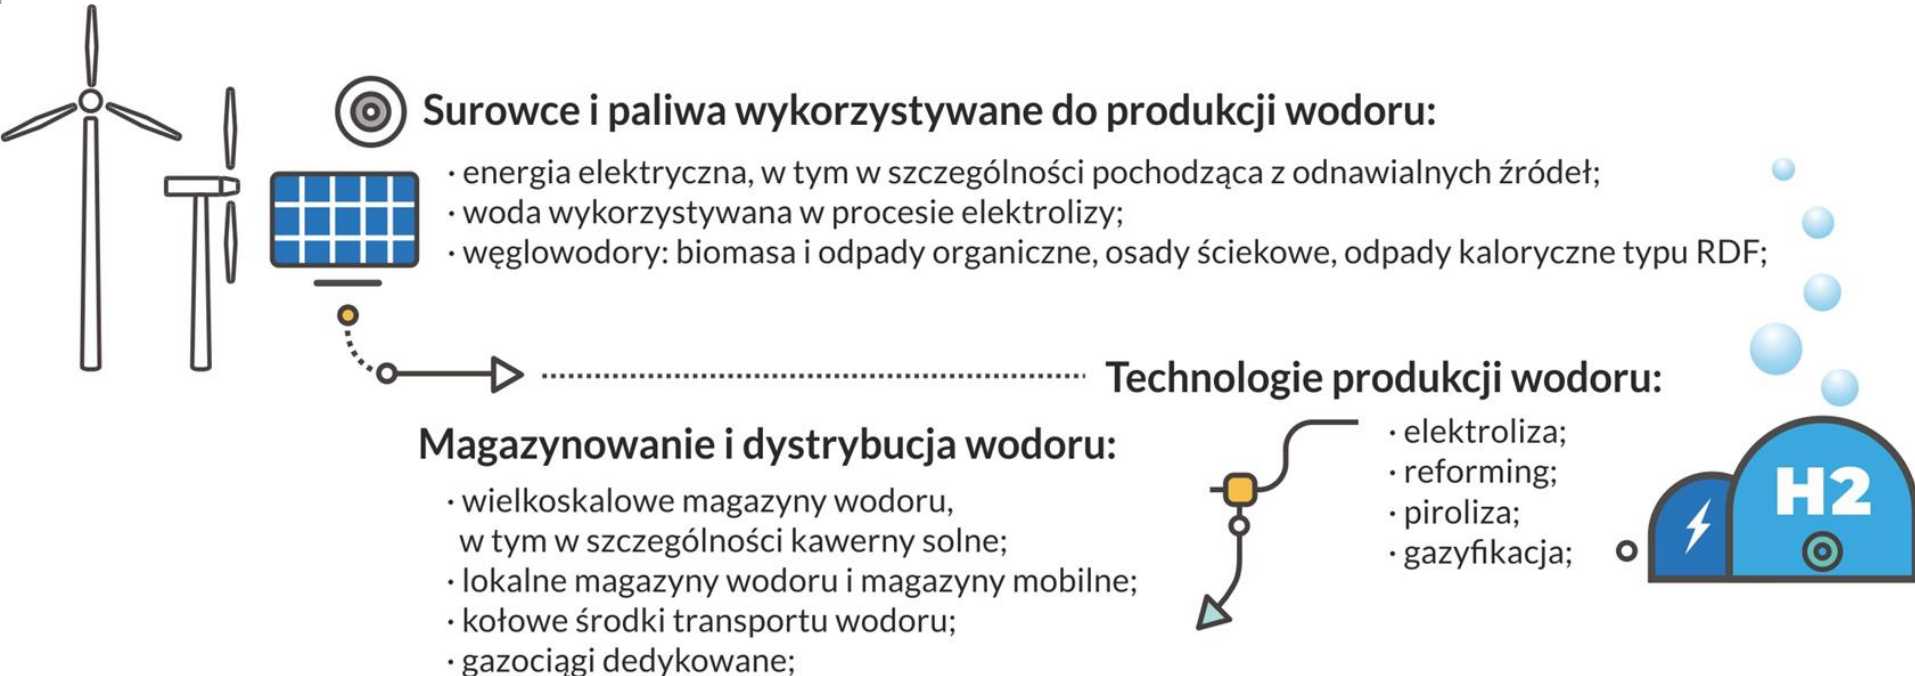 Surowce i paliwa wykorzystywane do produkcji wodoru:
· energia elektryczna, w tym w szczególności pochodząca z odnawialnych źródeł;
· woda wykorzystywana w procesie elektrolizy;
· węglowodory: biomasa i odpady organiczne, osady ściekowe, odpady kaloryczne typu RDF;
Technologie produkcji wodoru:
· elektroliza;
· reforming;
· piroliza;
· gazyfikacja;
H2
Magazynowanie i dystrybucja wodoru:
· wielkoskalowe magazyny wodoru,
w tym w szczególności kawerny solne;
· lokalne magazyny wodoru i magazyny mobilne;
· kołowe środki transportu wodoru;
· gazociągi dedykowane;